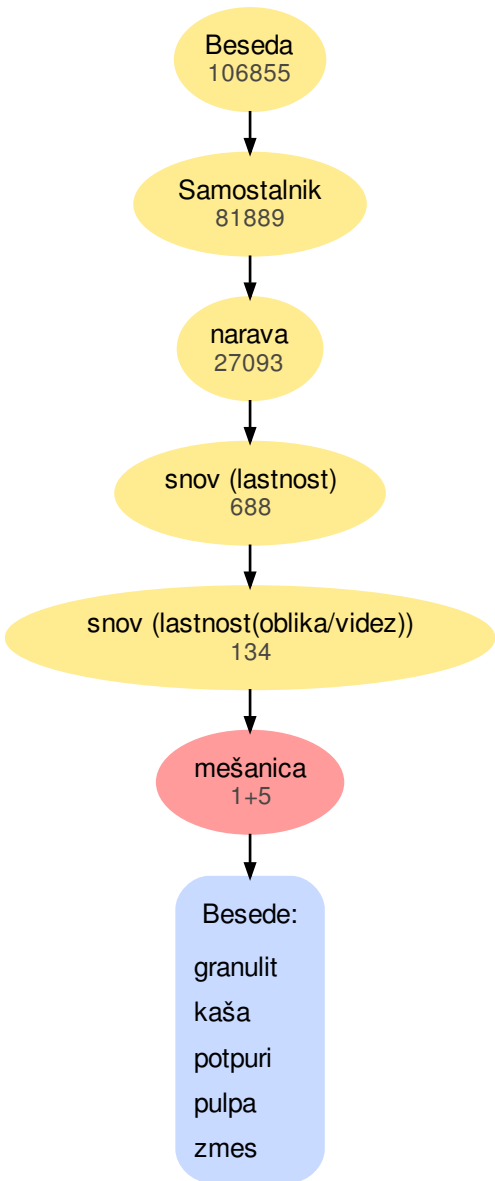 Beseda
106855
Samostalnik
81889
narava
27093
snov (lastnost)
688
snov (lastnost(oblika/videz))
134
mešanica
1+5
Besede:
granulit
kaša
potpuri
pulpa
zmes